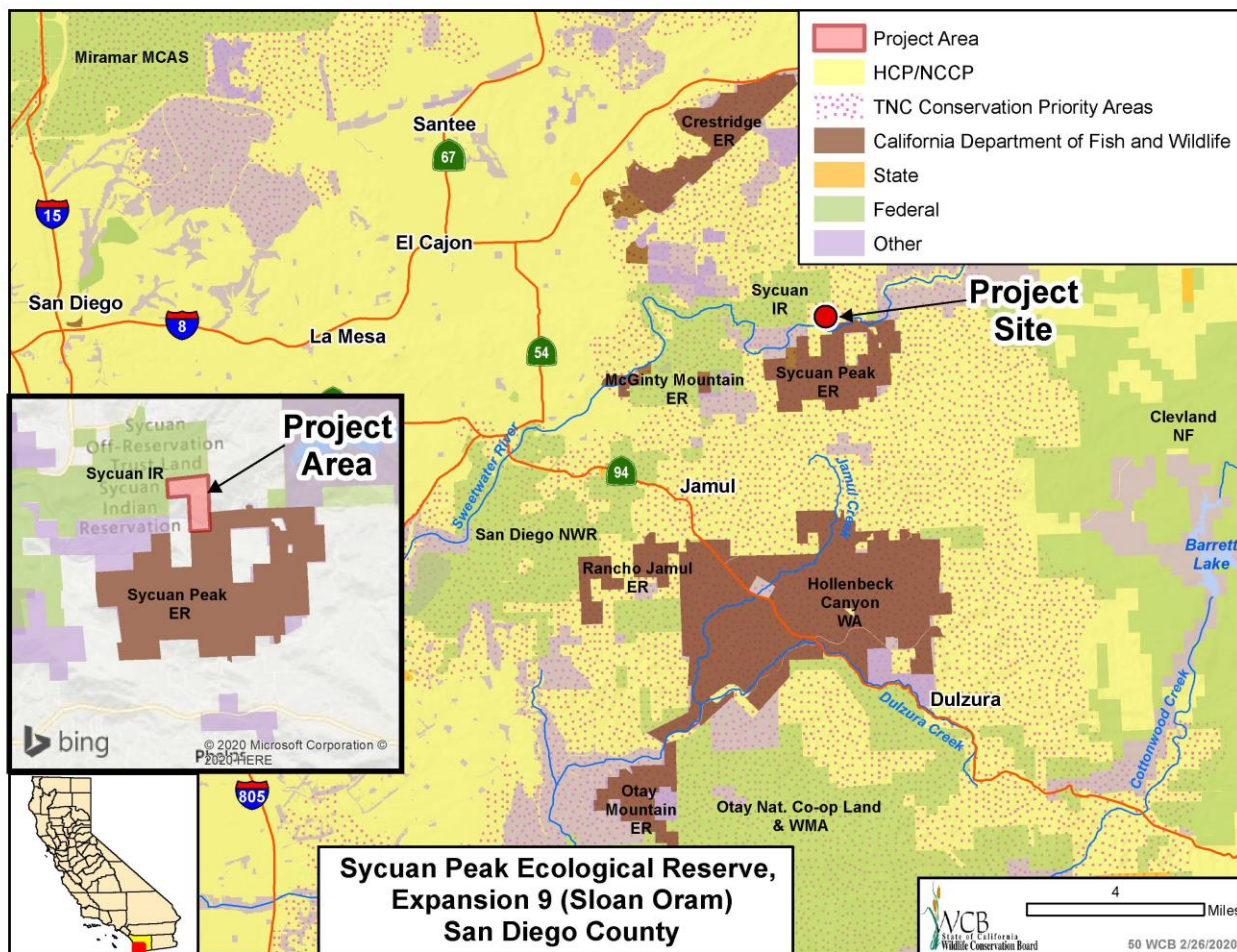 Miramar MCAS
Santee
67
Crestridge
ER
15
El Cajon
San Diego
8
La Mesa
54
Sycuan
IR
Project
Site
McGinty Mountain
ER
Sycuan Peak
ER
Clevland
NF
Sweetwater River
94
Jamul
Jamul Creek
San Diego NWR
Rancho Jamul
ER
Hollenbeck
Canyon
WA
Barrett
Lake
Dulzura
Dulzura Creek
Cottonwood Creek
Otay
Mountain
ER
Otay Nat. Co-op Land
& WMA
805
Project Area
HCP/NCCP
TNC Conservation Priority Areas
California Department of Fish and Wildlife
State
Federal
Other
Sycuan
Off-Reservation
Trust Land
Sycuan IR
Sycuan
Indian
Reservation
Project
Area
Sycuan Peak
ER
bing
© 2020 Microsoft Corporation ©
2020 HERE
Sycuan Peak Ecological Reserve,
Expansion 9 (Sloan Oram)
San Diego County
WCB
State of California
Wildlife Conservation Board
4
Miles
50 WCB 2/26/2020